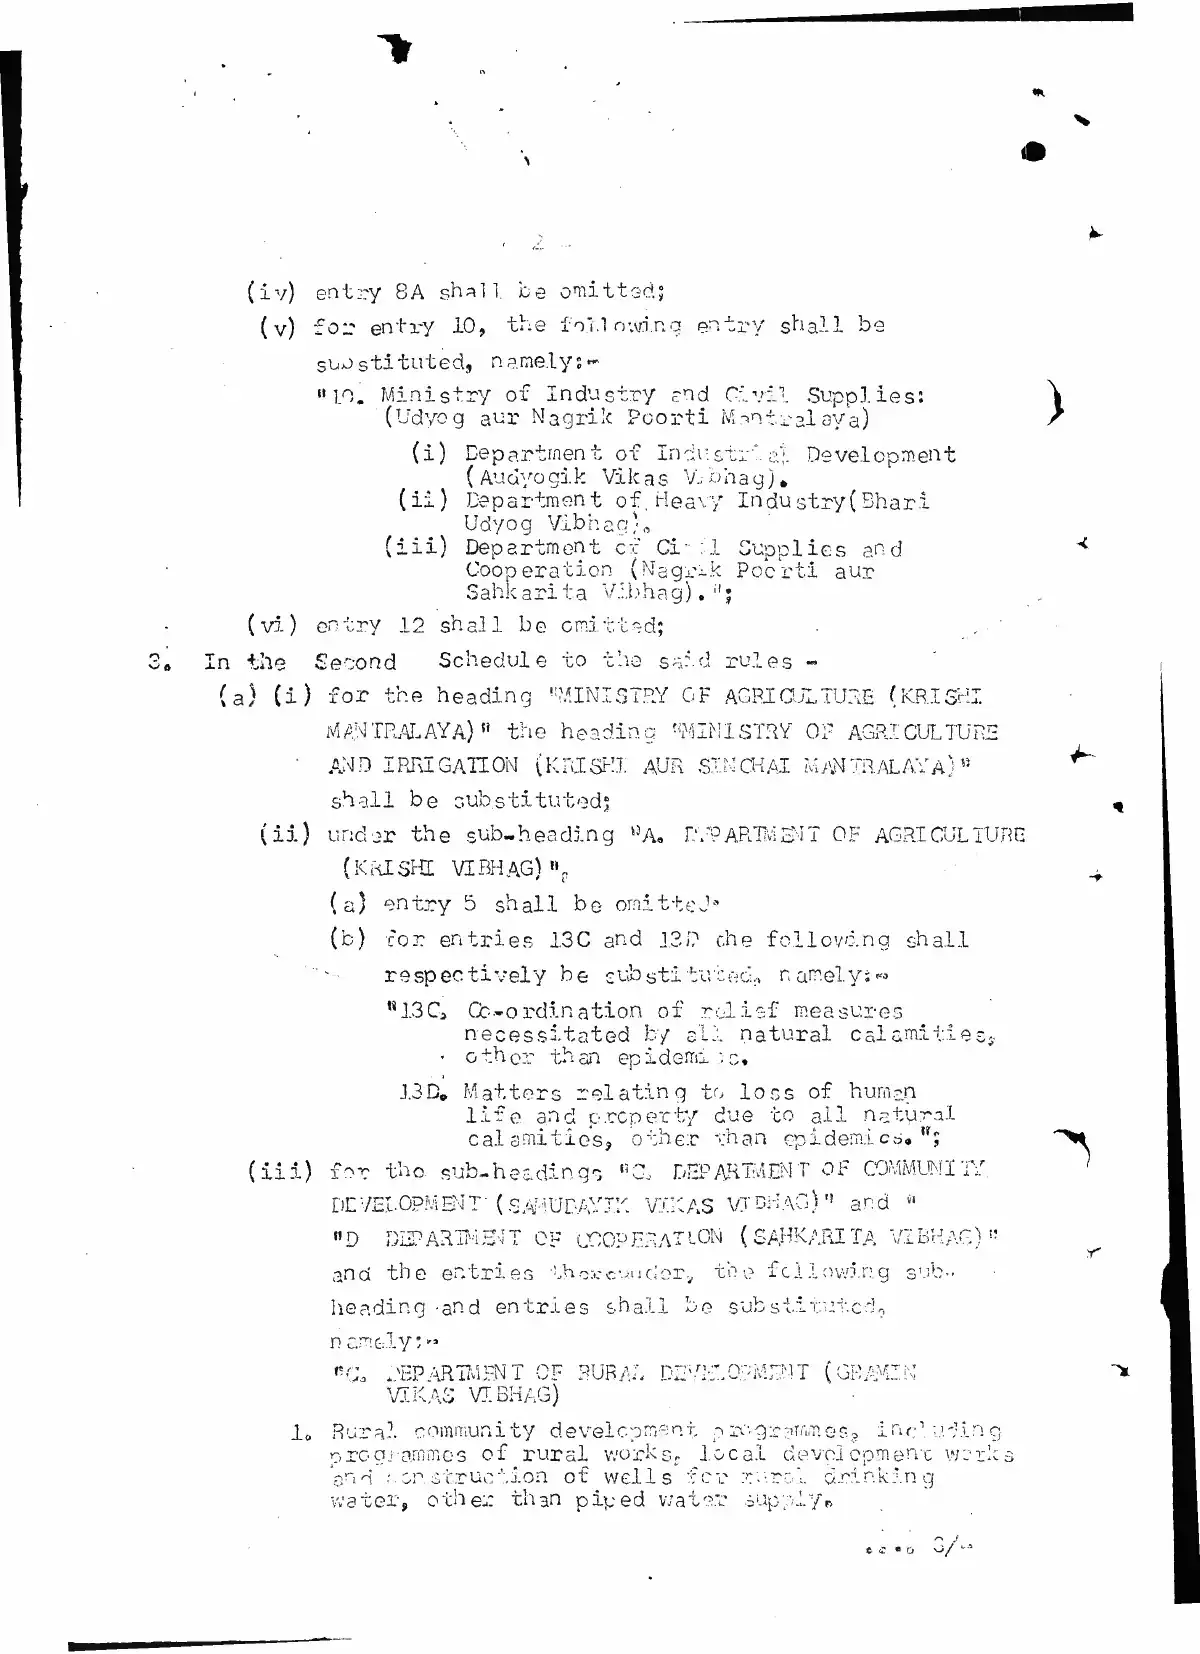 2
(iv) entry 8A shall be omitted;
(v) for entry 10, the following entry shall be
substituted, namely:-
"10. Ministry of Industry and Civil Supplies:
(Udyog aur Nagrik Poorti Mantralaya)
(i) Department of Industrial Development
(Audyogik Vikas Vibhag).
(ii) Department of Heavy Industry(Bhari
Udyog Vibhag).
(iii) Department of Civil Supplies and
Cooperation (Nagrik Poorti aur
Sahkarita Vibhag).";
(vi) entry 12 shall be omitted;
3. In the Second Schedule to the said rules -
(a) (i) for the heading "MINISTRY OF AGRICULTURE (KRISHI
MANTRALAYA)" the heading "MINISTRY OF AGRICULTURE
AND IRRIGATION (KRISHI AUR SINCHAI MANTRALAYA)"
shall be substituted;
(ii) under the sub-heading "A. DEPARTMENT OF AGRICULTURE
(KRISHI VIBHAG)",
(a) entry 5 shall be omitted.
(b) for entries 13C and 13D the following shall
respectively be substituted, namely:-
"13C. Co-ordination of relief measures
necessitated by all natural calamities,
other than epidemic.
13D. Matters relating to loss of human
life and property due to all natural
calamities, other than epidemics.";
(iii) for the sub-headings "C. DEPARTMENT OF COMMUNITY
DEVELOPMENT (SAMUDAYIK VIKAS VIBHAG)" and "
"D DEPARTMENT OF COOPERATION (SAHKARITA VIBHAG)"
and the entries thereunder, the following sub-
heading and entries shall be substituted,
namely:-
"C. DEPARTMENT OF RURAL DEVELOPMENT (GRAMIN
VIKAS VIBHAG)
1. Rural community development programmes, including
programmes of rural works, local development works
and construction of wells for rural drinking
water, other than piped water supply.
.... 3/-